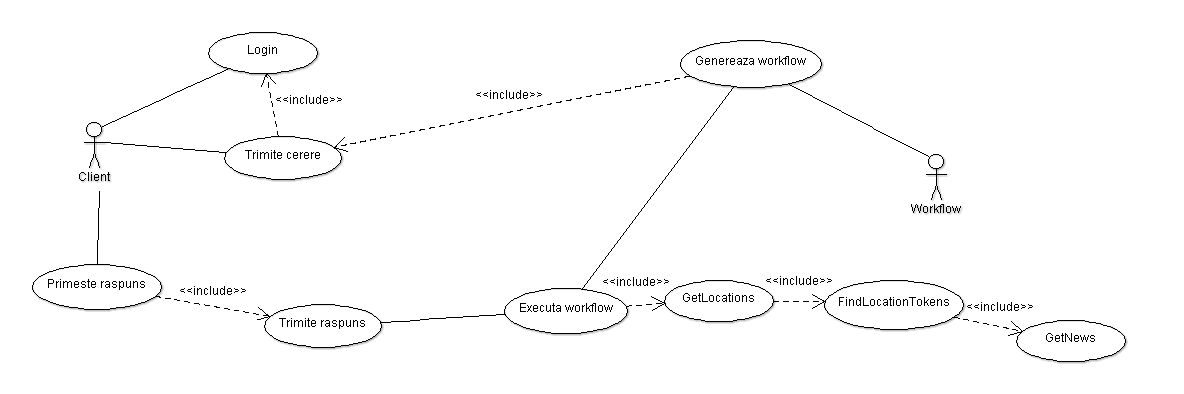 Login
Genereaza workflow
<<include>>
<<include>>
Trimite cerere
Client
Workflow
Primeste raspuns
<<include>>
Trimite raspuns
Executa workflow
<<include>>
GetLocations
<<include>>
FindLocationTokens
<<include>>
GetNews